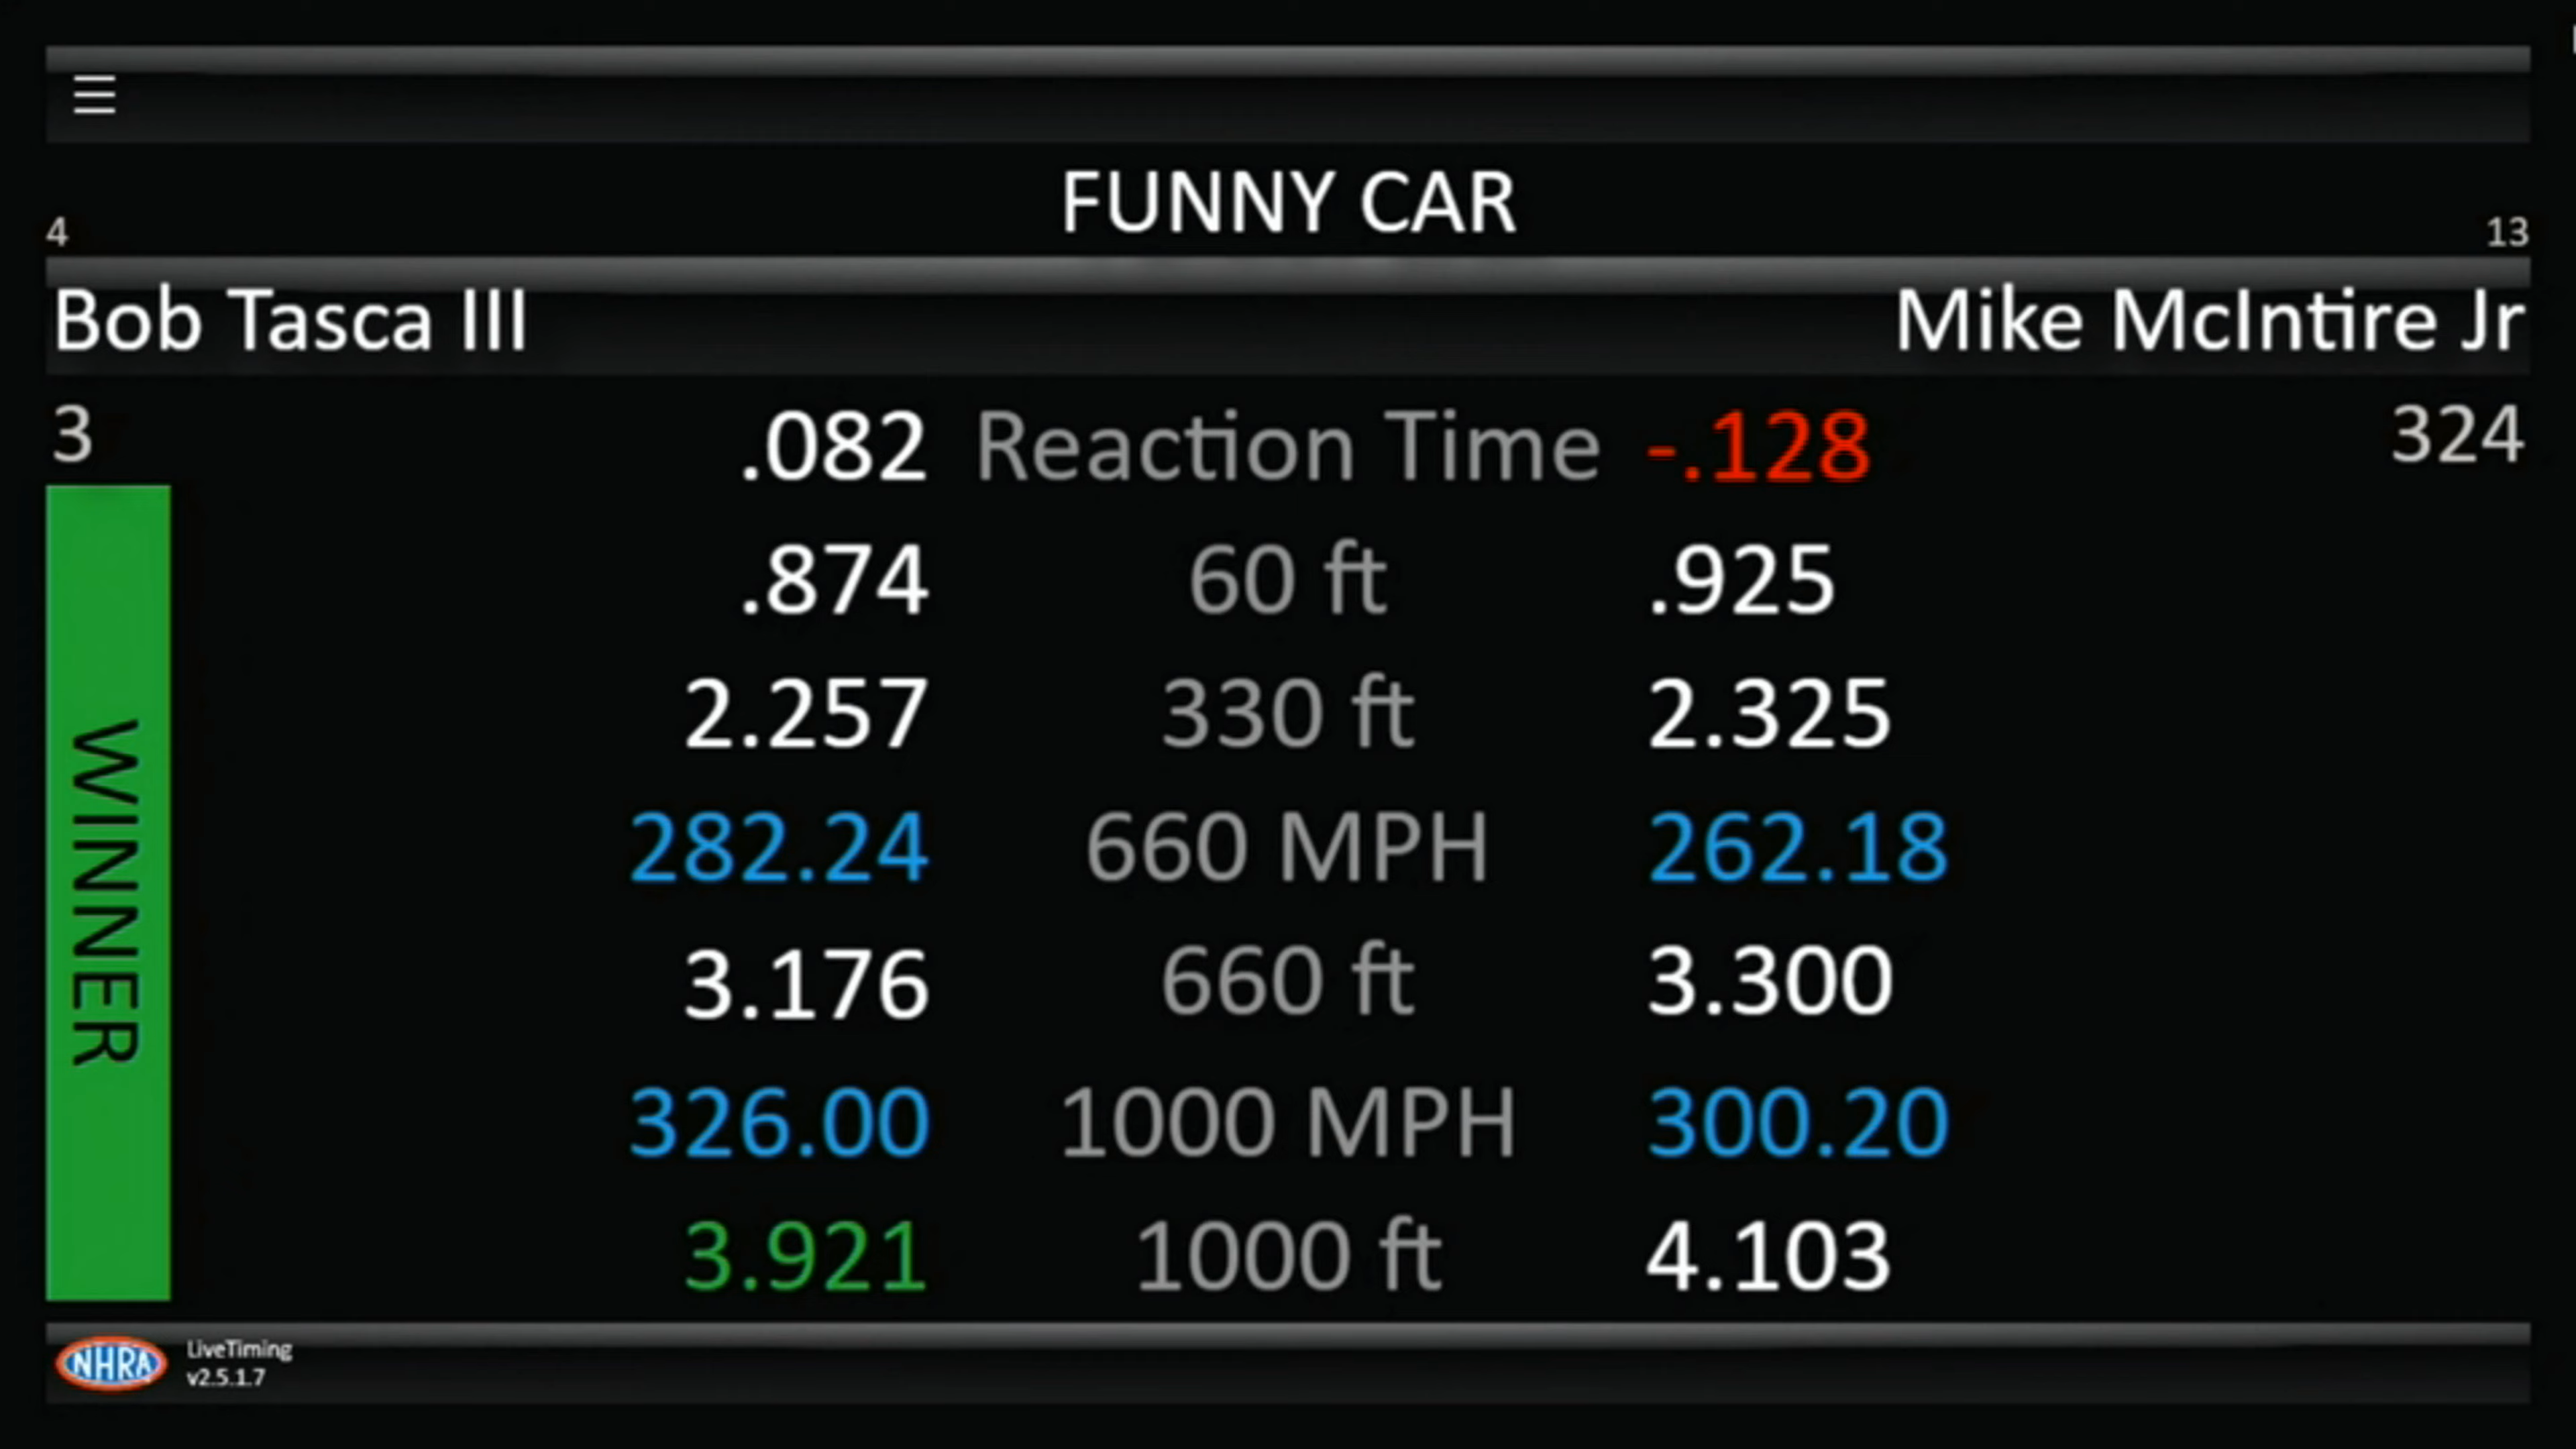 FUNNY CAR
4 13
Bob Tasca III Mike McIntire Jr
3 .082 Reaction Time -.128 324
.874 60 ft .925
2.257 330 ft 2.325
282.24 660 MPH 262.18
3.176 660 ft 3.300
326.00 1000 MPH 300.20
3.921 1000 ft 4.103
WINNER
NHRA LiveTiming
v2.5.1.7